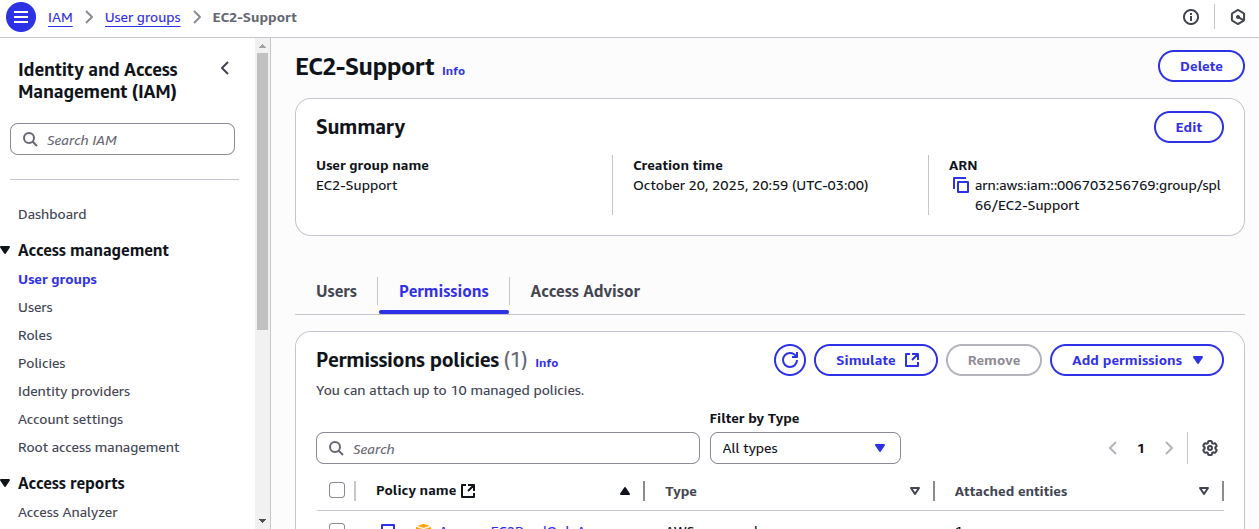 IAM > User groups > EC2-Support
Identity and Access
Management (IAM)
Search IAM
Dashboard
Access management
User groups
Users
Roles
Policies
Identity providers
Account settings
Root access management
Access reports
Access Analyzer
EC2-Support Info
Delete
Summary
Edit
User group name
EC2-Support
Creation time
October 20, 2025, 20:59 (UTC-03:00)
ARN
arn:aws:iam::006703256769:group/spl
66/EC2-Support
Users
Permissions
Access Advisor
Permissions policies (1) Info
Simulate
Remove
Add permissions
You can attach up to 10 managed policies.
Filter by Type
Search
All types
1
Policy name
Type
Attached entities